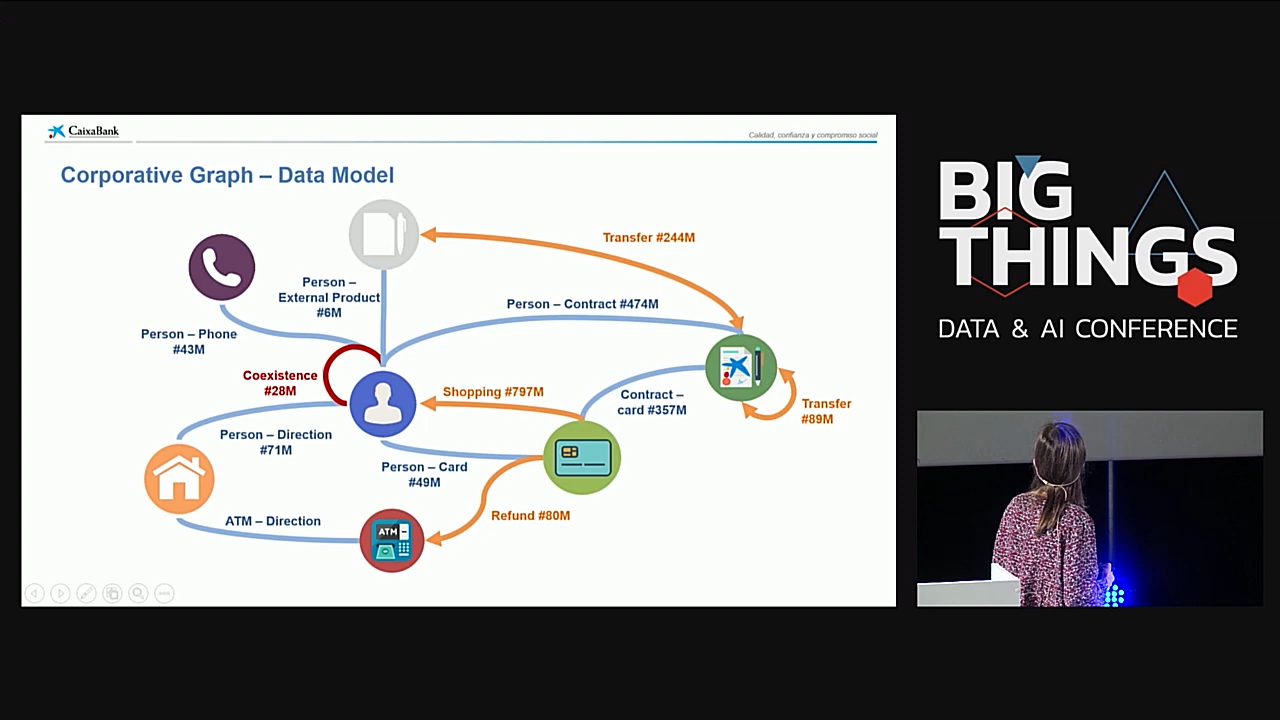 CaixaBank
Calidad, confianza y compromiso social
Corporative Graph – Data Model
Transfer #244M
Person –
External Product
#6M
Person – Contract #474M
Person – Phone
#43M
Coexistence
#28M
Shopping #797M
Contract –
card #357M
Transfer
#89M
Person – Direction
#71M
Person – Card
#49M
Refund #80M
ATM – Direction
ATM
BIG
THINGS
DATA & AI CONFERENCE